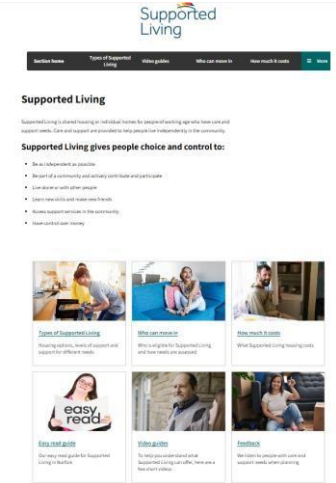 Supported
Living
Section home
Types of Supported
Living
Video guides
Who can move in
How much it costs
More
Supported Living
Supported Living is shared housing or individual homes for people of working age who have care and
support needs. Care and support are provided to help people live independently in the community.
Supported Living gives people choice and control to:
Be as independent as possible
Be part of a community and actively contribute and participate
Live alone or with other people
Learn new skills and make new friends
Access support services in the community
Have control over money
easy
read
Types of Supported Living
Housing options, levels of support and
support for different needs.
Who can move in
Who is eligible for Supported Living
and how needs are assessed.
How much it costs
What Supported Living housing costs
Easy read guide
Our easy read guide for Supported
Living in
Video guides
To help you understand what
Supported Living can offer, here are a
few short videos.
Feedback
We listen to people with care and
support needs when planning